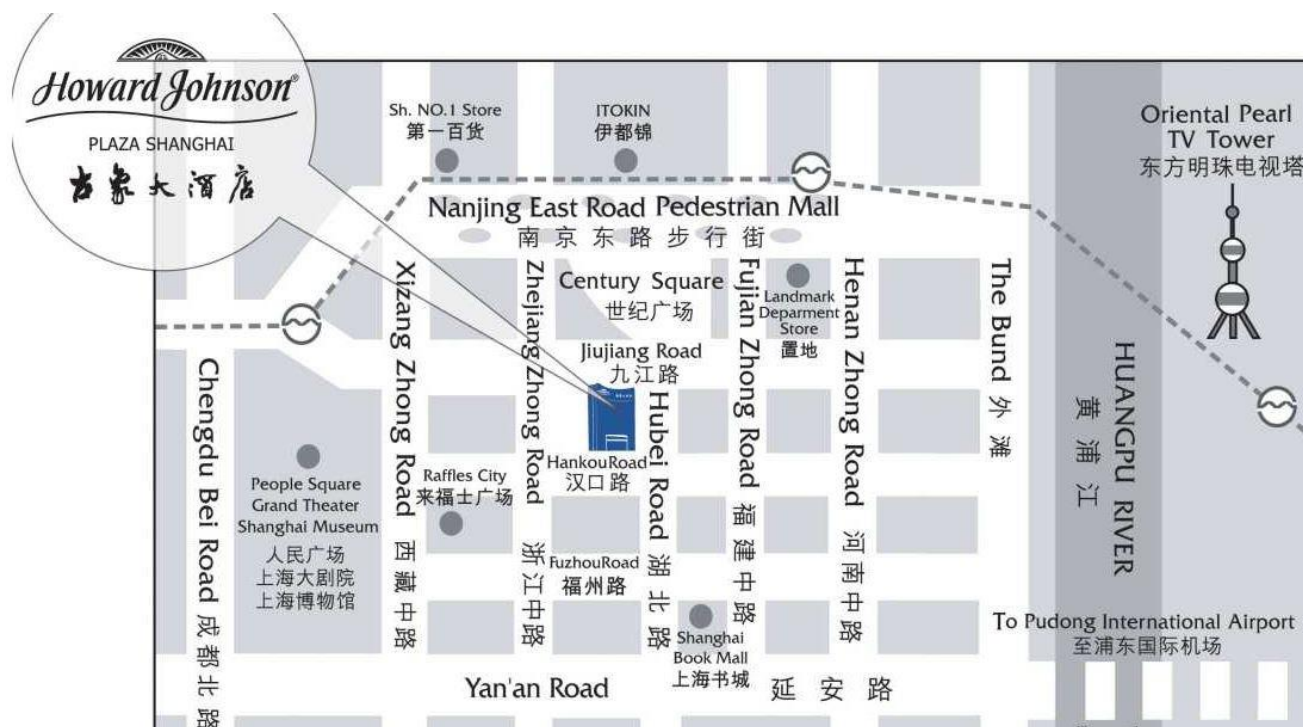 Howard Johnson®
PLAZA SHANGHAI
古象大酒店
Sh. NO.1 Store
第一百货
ITOKIN
伊都锦
Oriental Pearl
TV Tower
东方明珠电视塔
Nanjing East Road Pedestrian Mall
南京东路步行街
Century Square
世纪广场
Landmark
Deparment
Store
置地
Jiujiang Road
九江路
Chengdu Bei Road 成都北路
Xizang Zhong Road 西藏中路
Zhejiang Zhong Road 浙江中路
Hubei Road 湖北路
Fujian Zhong Road 福建中路
Henan Zhong Road 河南中路
The Bund 外滩
HUANGPU RIVER
黄浦江
People Square
Grand Theater
Shanghai Museum
人民广场
上海大剧院
上海博物馆
Raffles City
来福士广场
HankouRoad
汉口路
FuzhouRoad
福州路
Shanghai
Book Mall
上海书城
To Pudong International Airport
至浦东国际机场
Yan'an Road 延安路